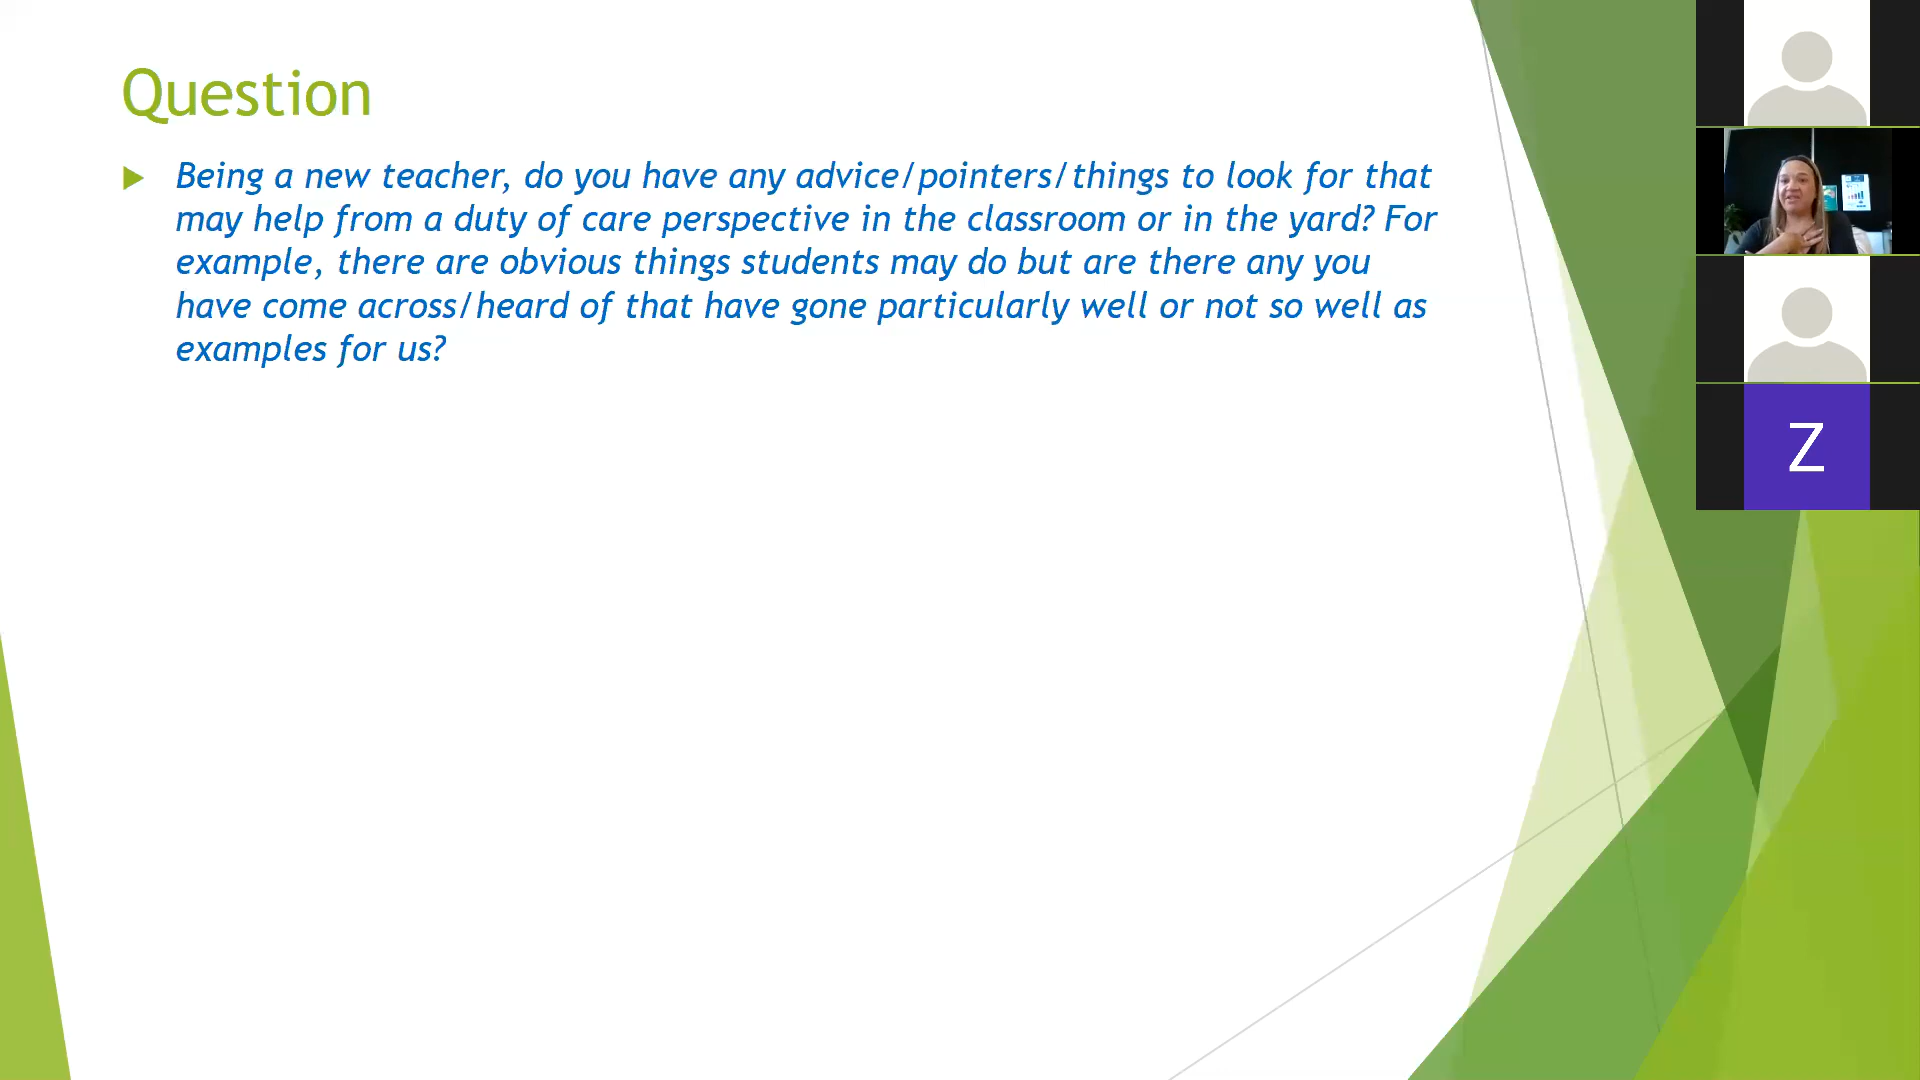 Question
Being a new teacher, do you have any advice/pointers/things to look for that
may help from a duty of care perspective in the classroom or in the yard? For
example, there are obvious things students may do but are there any you
have come across/heard of that have gone particularly well or not so well as
examples for us?
Z